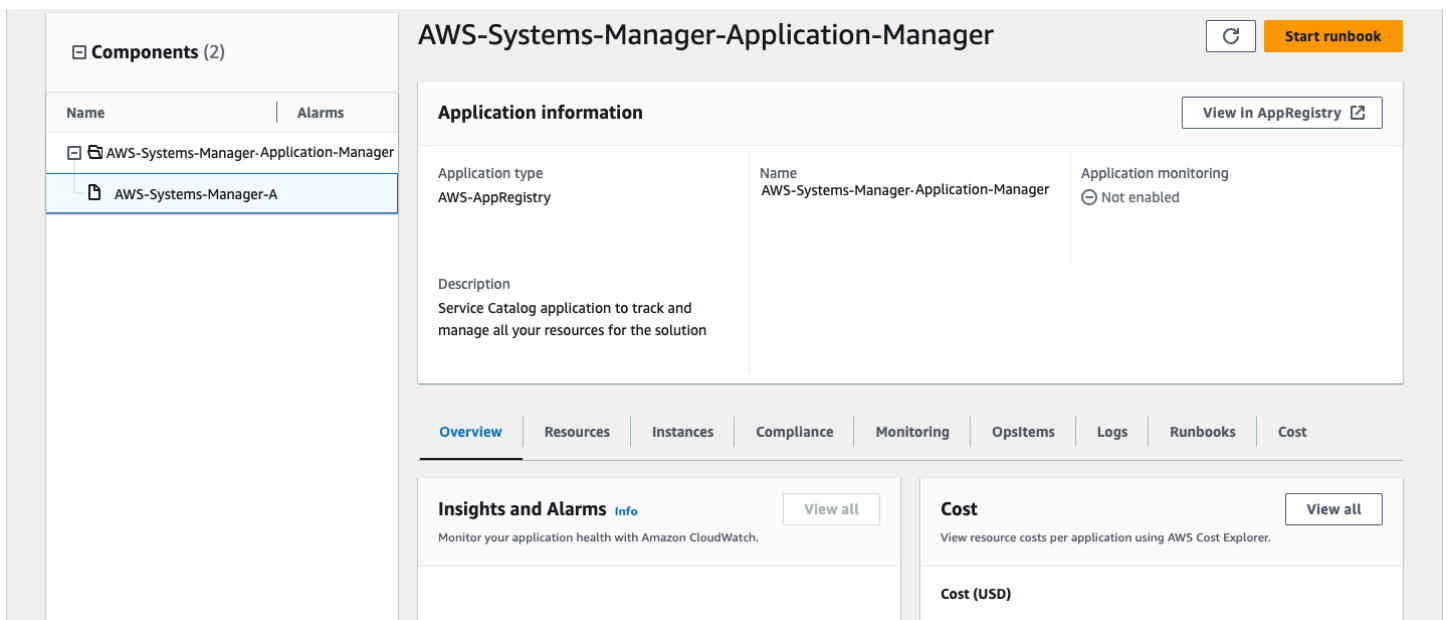 Components (2)
Name
Alarms
AWS-Systems-Manager-Application-Manager
AWS-Systems-Manager-A
AWS-Systems-Manager-Application-Manager
Start runbook
Application information
View in AppRegistry
Application type
AWS-AppRegistry
Name
AWS-Systems-Manager-Application-Manager
Application monitoring
Not enabled
Description
Service Catalog application to track and
manage all your resources for the solution
Overview
Resources
Instances
Compliance
Monitoring
OpsItems
Logs
Runbooks
Cost
Insights and Alarms Info
View all
Monitor your application health with Amazon CloudWatch.
Cost
View all
View resource costs per application using AWS Cost Explorer.
Cost (USD)